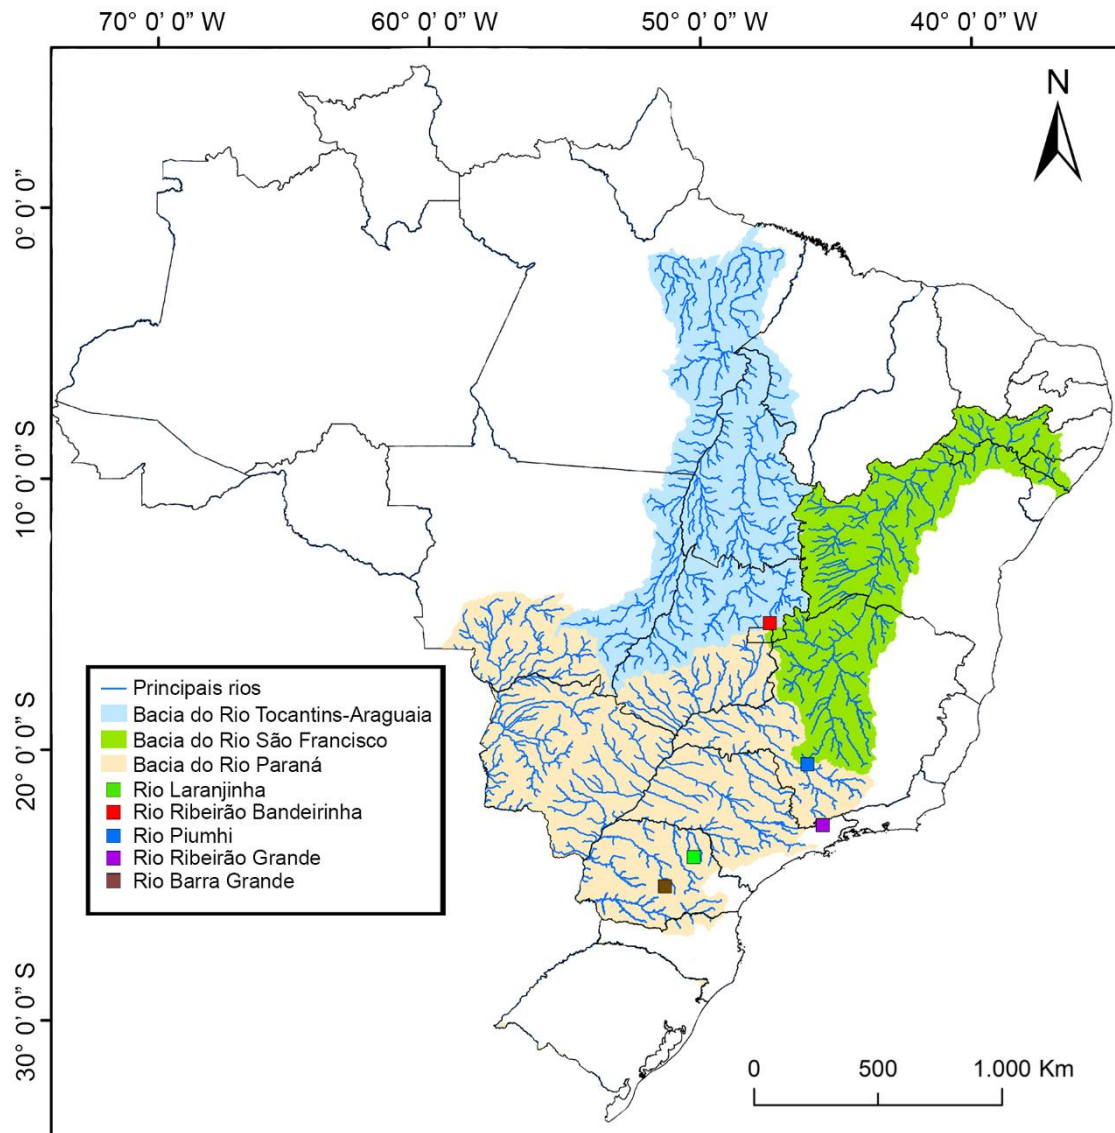 70° 0' 0" W 60° 0' 0" W 50° 0' 0" W 40° 0' 0" W
N
0° 0' 0"
10° 0' 0" S
20° 0' 0" S
30° 0' 0" S
Principais rios
Bacia do Rio Tocantins-Araguaia
Bacia do Rio São Francisco
Bacia do Rio Paraná
Rio Laranjinha
Rio Ribeirão Bandeirinha
Rio Piumhi
Rio Ribeirão Grande
Rio Barra Grande
0 500 1.000 Km